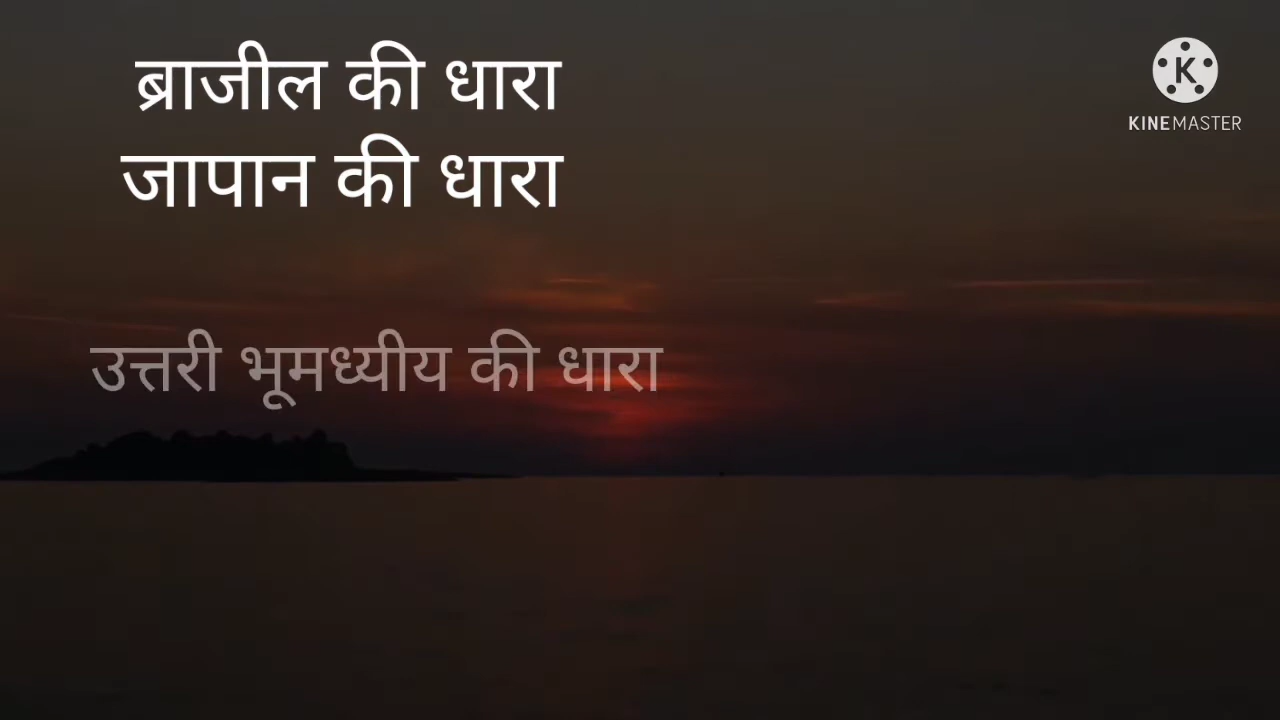 ब्राजील की धारा
जापान की धारा
उत्तरी भूमध्यीय की धारा
K
KINEMASTER